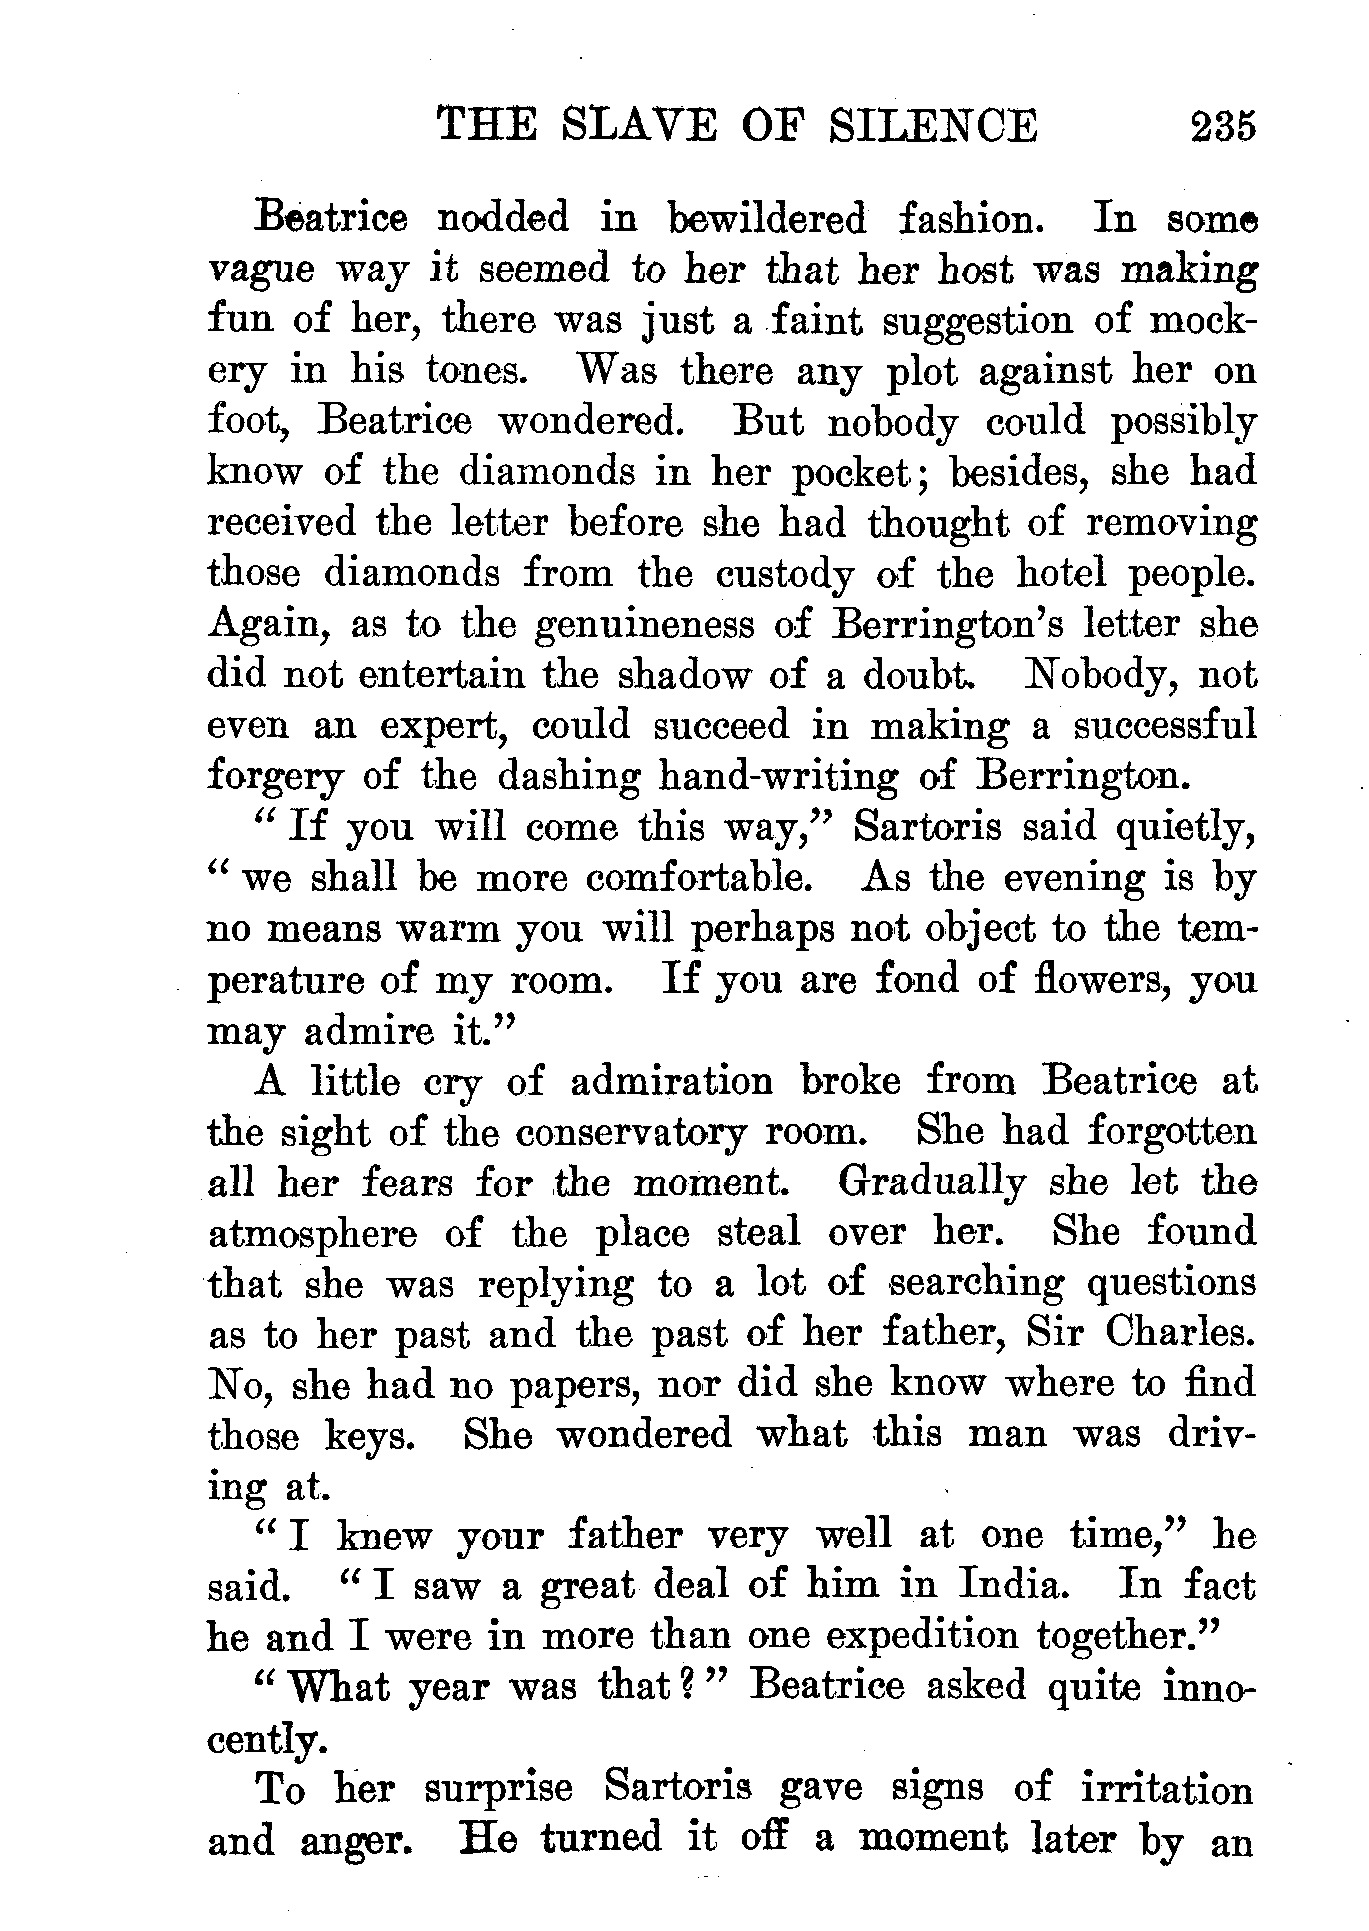 THE SLAVE OF SILENCE 235
Beatrice nodded in bewildered fashion. In some
vague way it seemed to her that her host was making
fun of her, there was just a faint suggestion of mock-
ery in his tones. Was there any plot against her on
foot, Beatrice wondered. But nobody could possibly
know of the diamonds in her pocket; besides, she had
received the letter before she had thought of removing
those diamonds from the custody of the hotel people.
Again, as to the genuineness of Berrington's letter she
did not entertain the shadow of a doubt. Nobody, not
even an expert, could succeed in making a successful
forgery of the dashing hand-writing of Berrington.
“ If you will come this way,” Sartoris said quietly,
“ we shall be more comfortable. As the evening is by
no means warm you will perhaps not object to the tem-
perature of my room. If you are fond of flowers, you
may admire it.”
A little cry of admiration broke from Beatrice at
the sight of the conservatory room. She had forgotten
all her fears for the moment. Gradually she let the
atmosphere of the place steal over her. She found
that she was replying to a lot of searching questions
as to her past and the past of her father, Sir Charles.
No, she had no papers, nor did she know where to find
those keys. She wondered what this man was driv-
ing at.
“ I knew your father very well at one time,” he
said. “ I saw a great deal of him in India. In fact
he and I were in more than one expedition together.”
“ What year was that? ” Beatrice asked quite inno-
cently.
To her surprise Sartoris gave signs of irritation
and anger. He turned it off a moment later by an